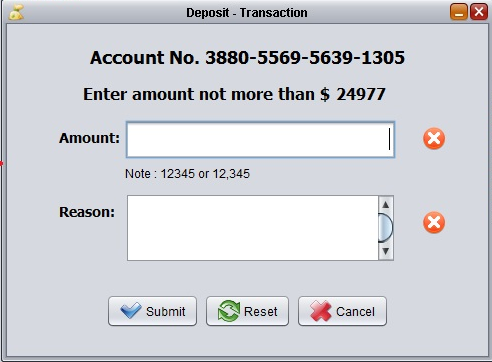 Deposit - Transaction
Account No. 3880-5569-5639-1305
Enter amount not more than $ 24977
Amount:
Note : 12345 or 12,345
Reason:
Submit Reset Cancel